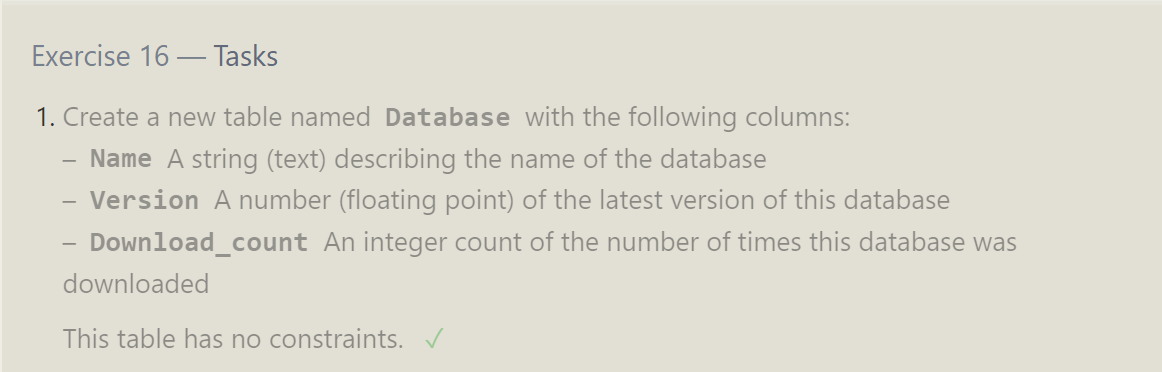 Exercise 16 — Tasks
1. Create a new table named Database with the following columns:
– Name A string (text) describing the name of the database
– Version A number (floating point) of the latest version of this database
– Download_count An integer count of the number of times this database was
downloaded
This table has no constraints. ✓